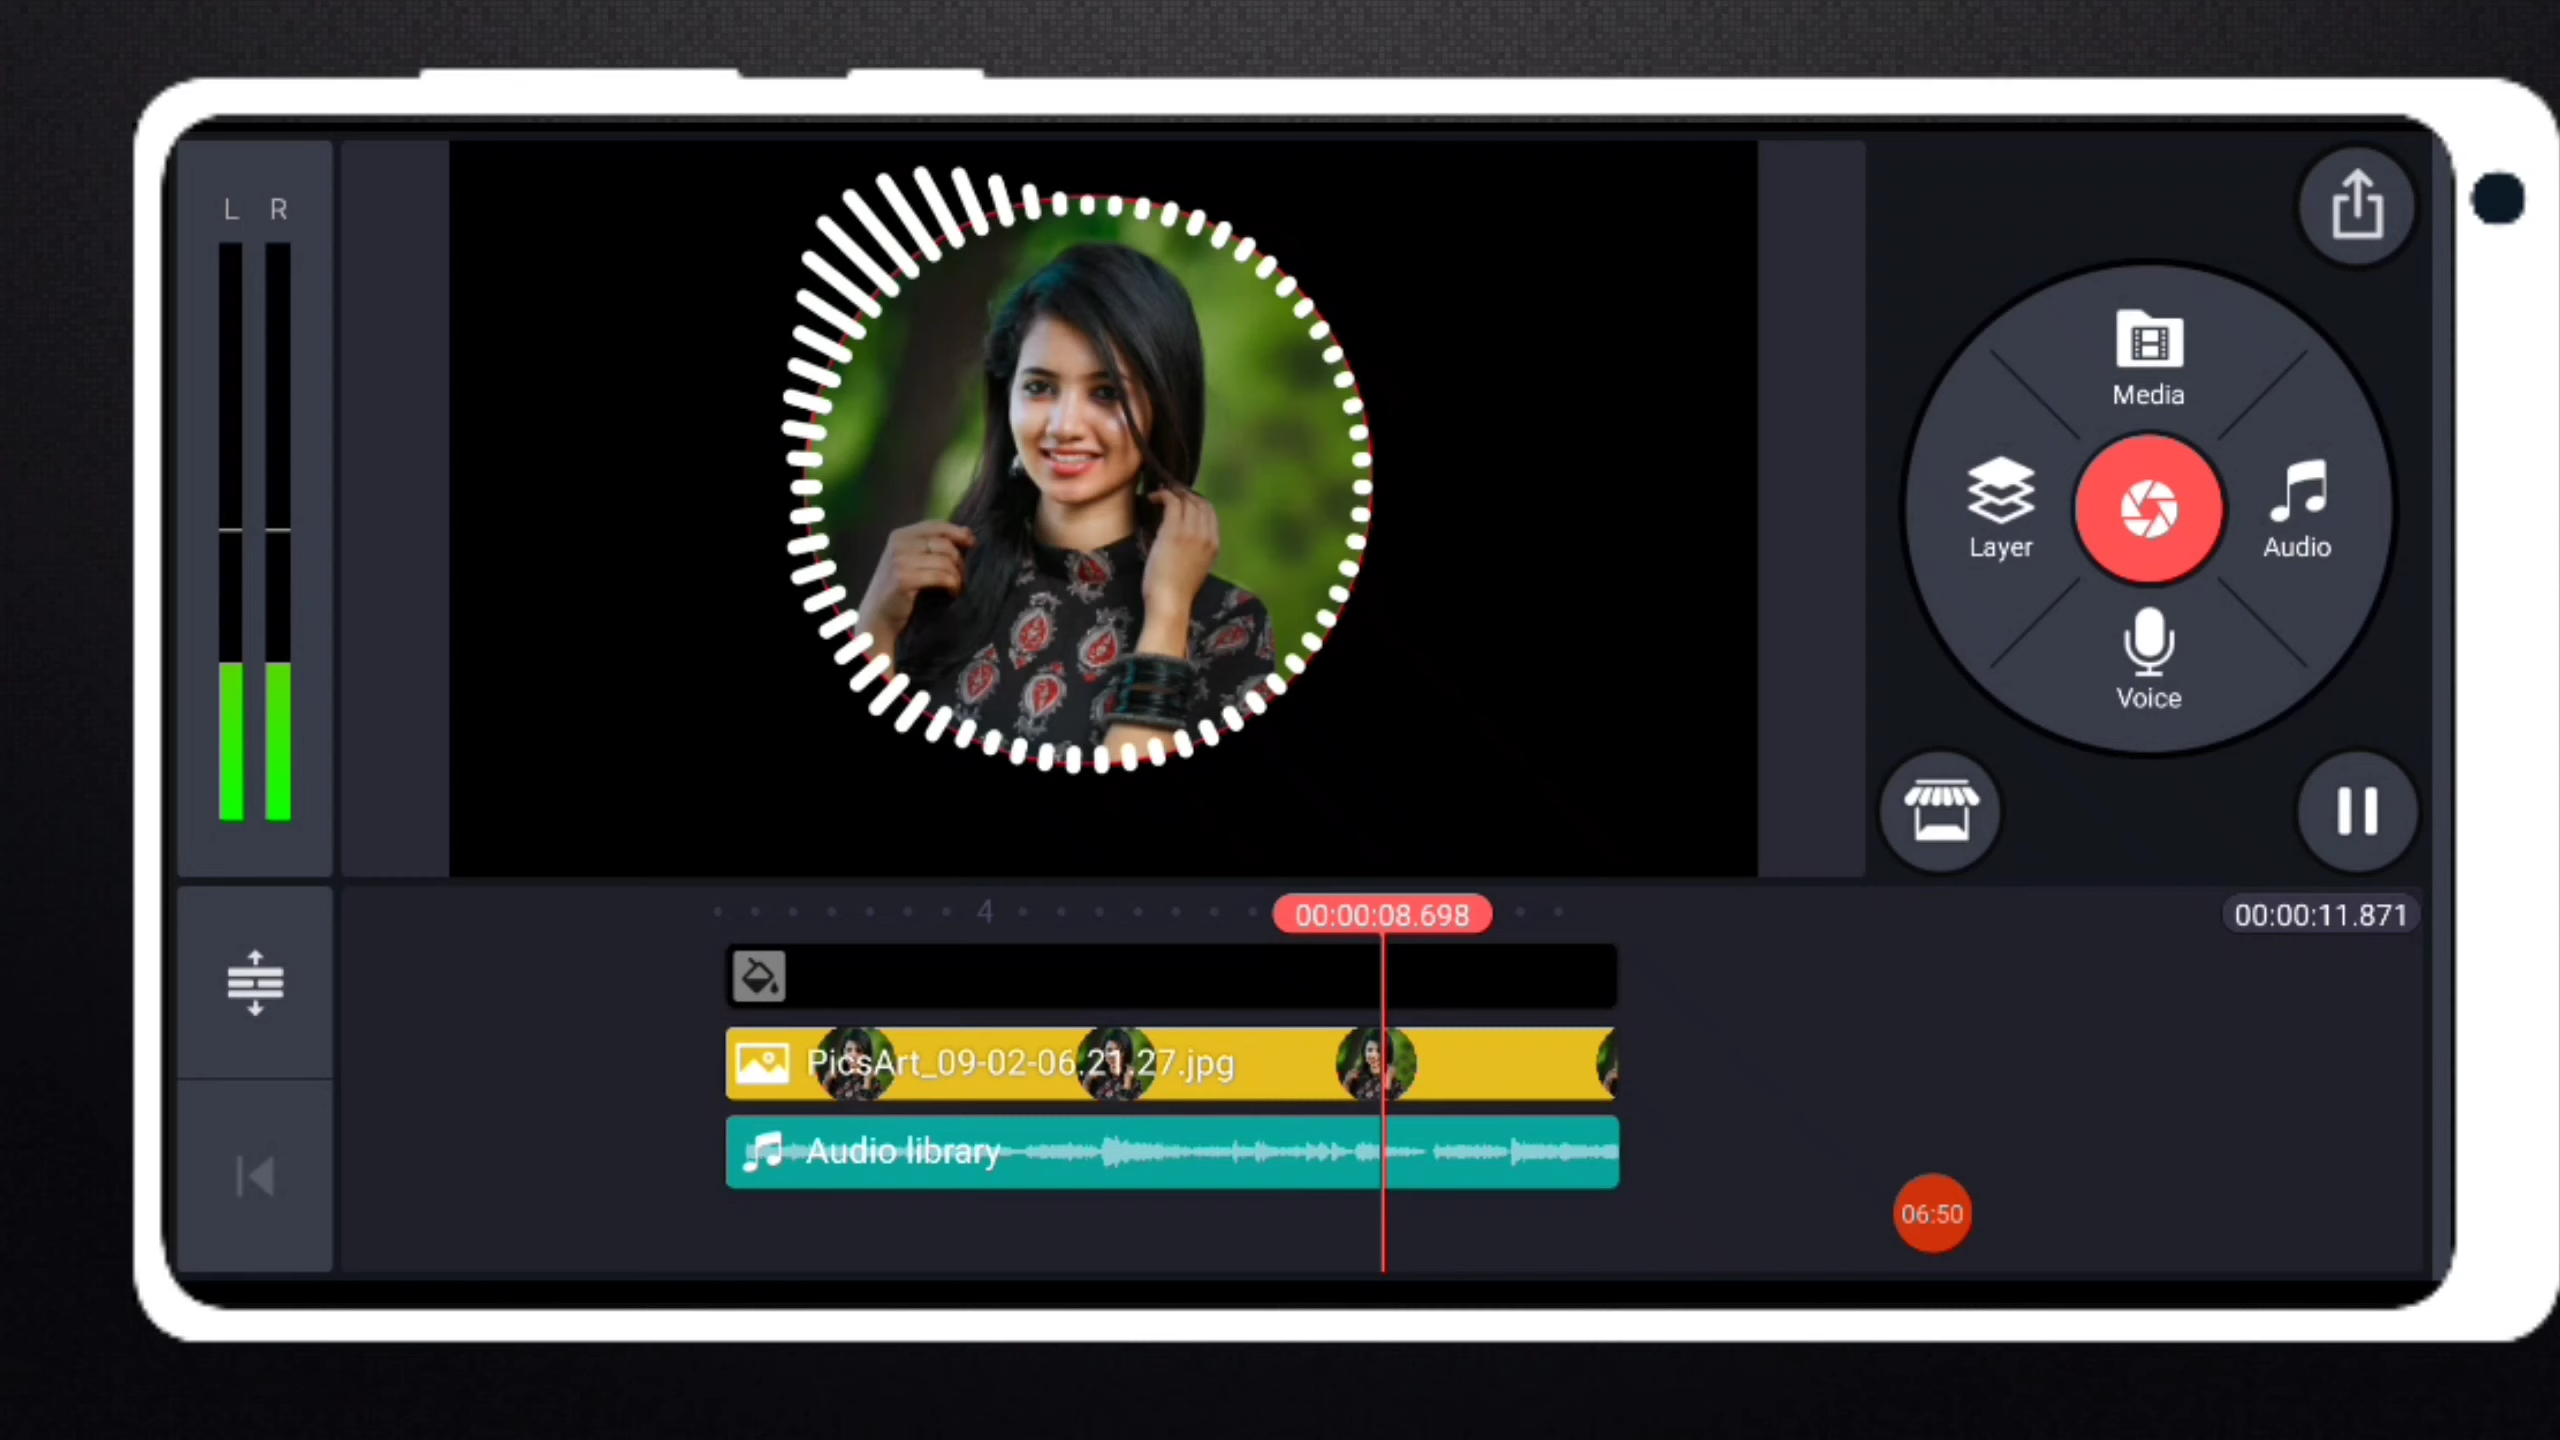 L R
Media
Layer
Audio
Voice
4
00:00:08.698
00:00:11.871
PicsArt_09-02-06.21.27.jpg
Audio library
06:50